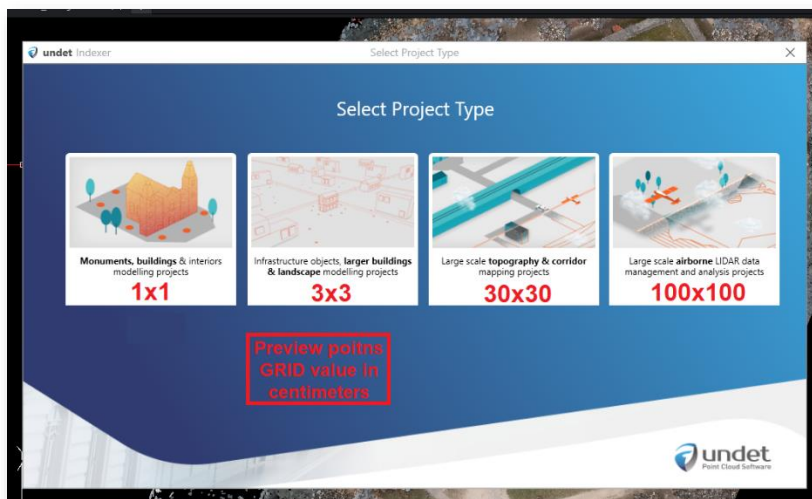 undet Indexer
Select Project Type
Select Project Type
Monuments, buildings & interiors
modelling projects
1x1
Infrastructure objects, larger buildings
& landscape modelling projects
3x3
Large scale topography & corridor
mapping projects
30x30
Large scale airborne LIDAR data
management and analysis projects
100x100
Preview poitns
GRID value in
centimeters
undet
Point Cloud Software